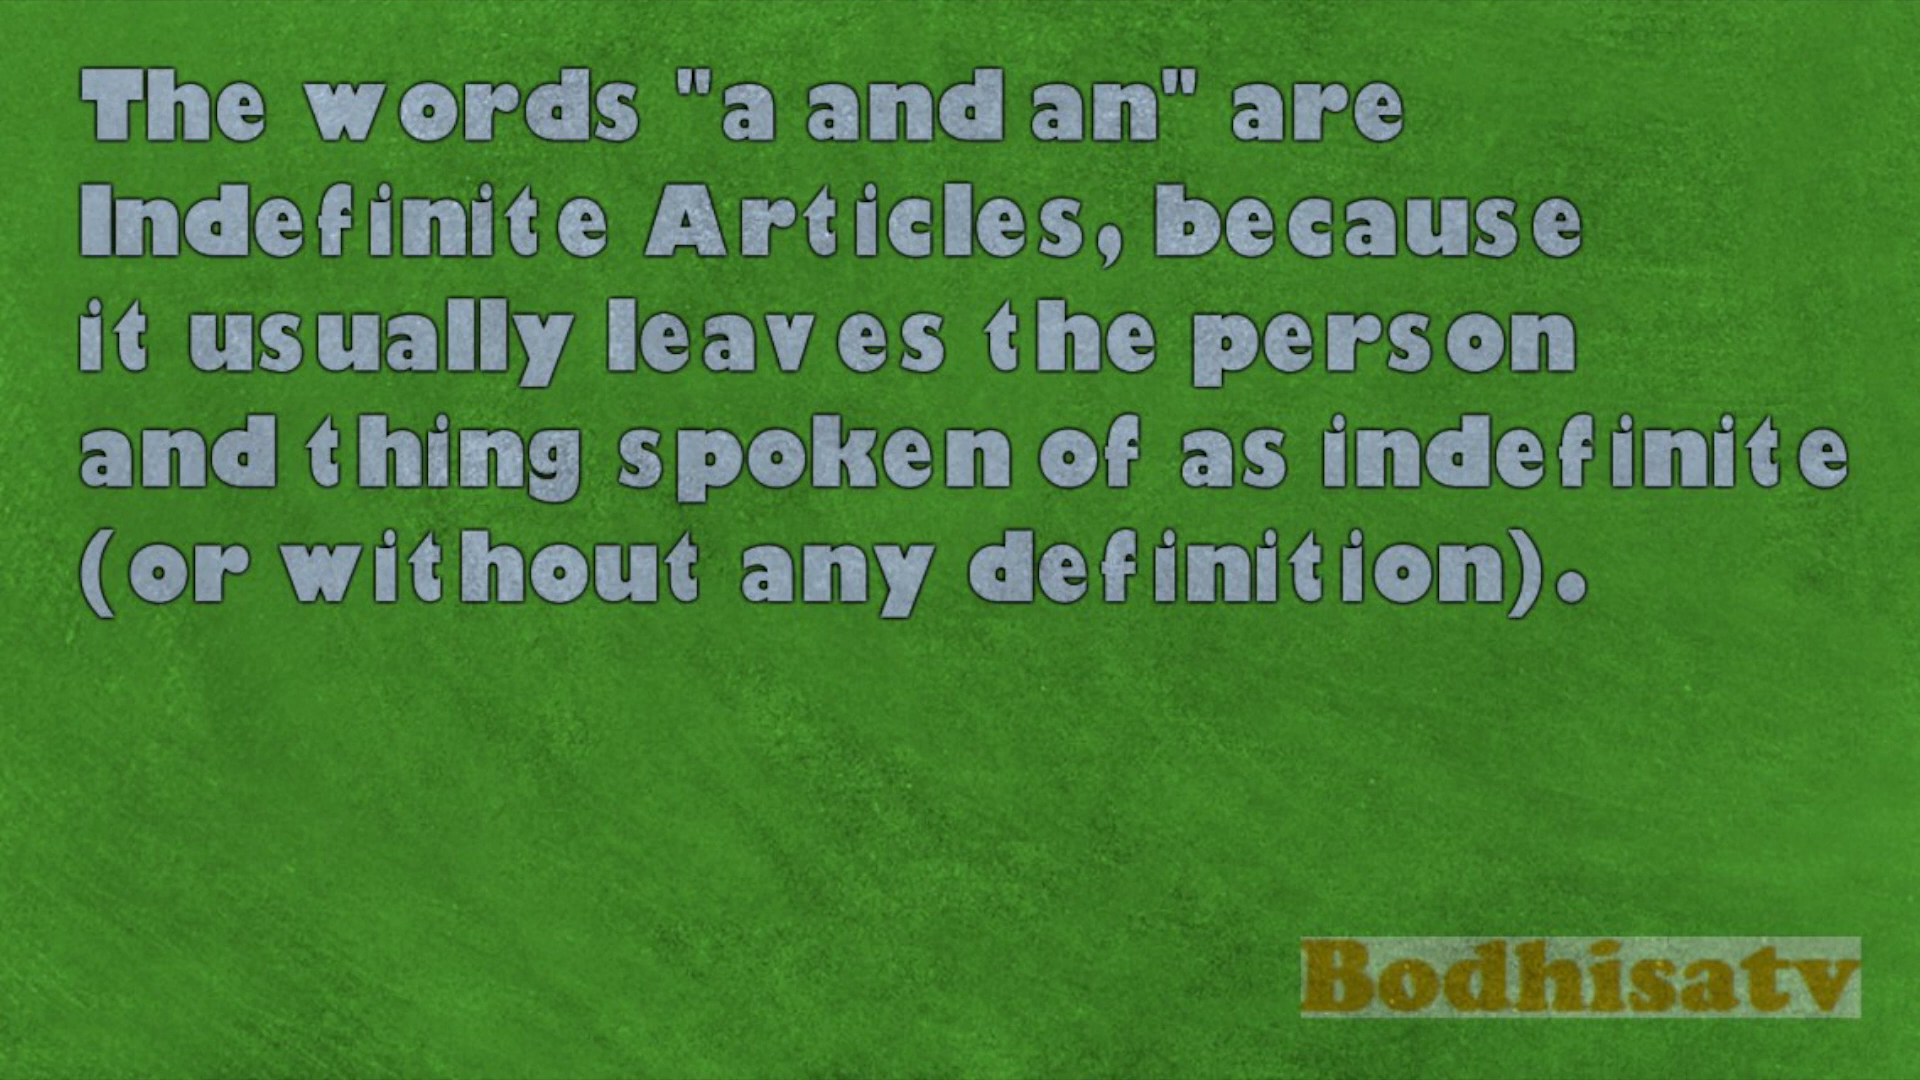 The words "a and an" are
Indefinite Articles, because
it usually leaves the person
and thing spoken of as indefinite
(or without any definition).
Bodhisatv